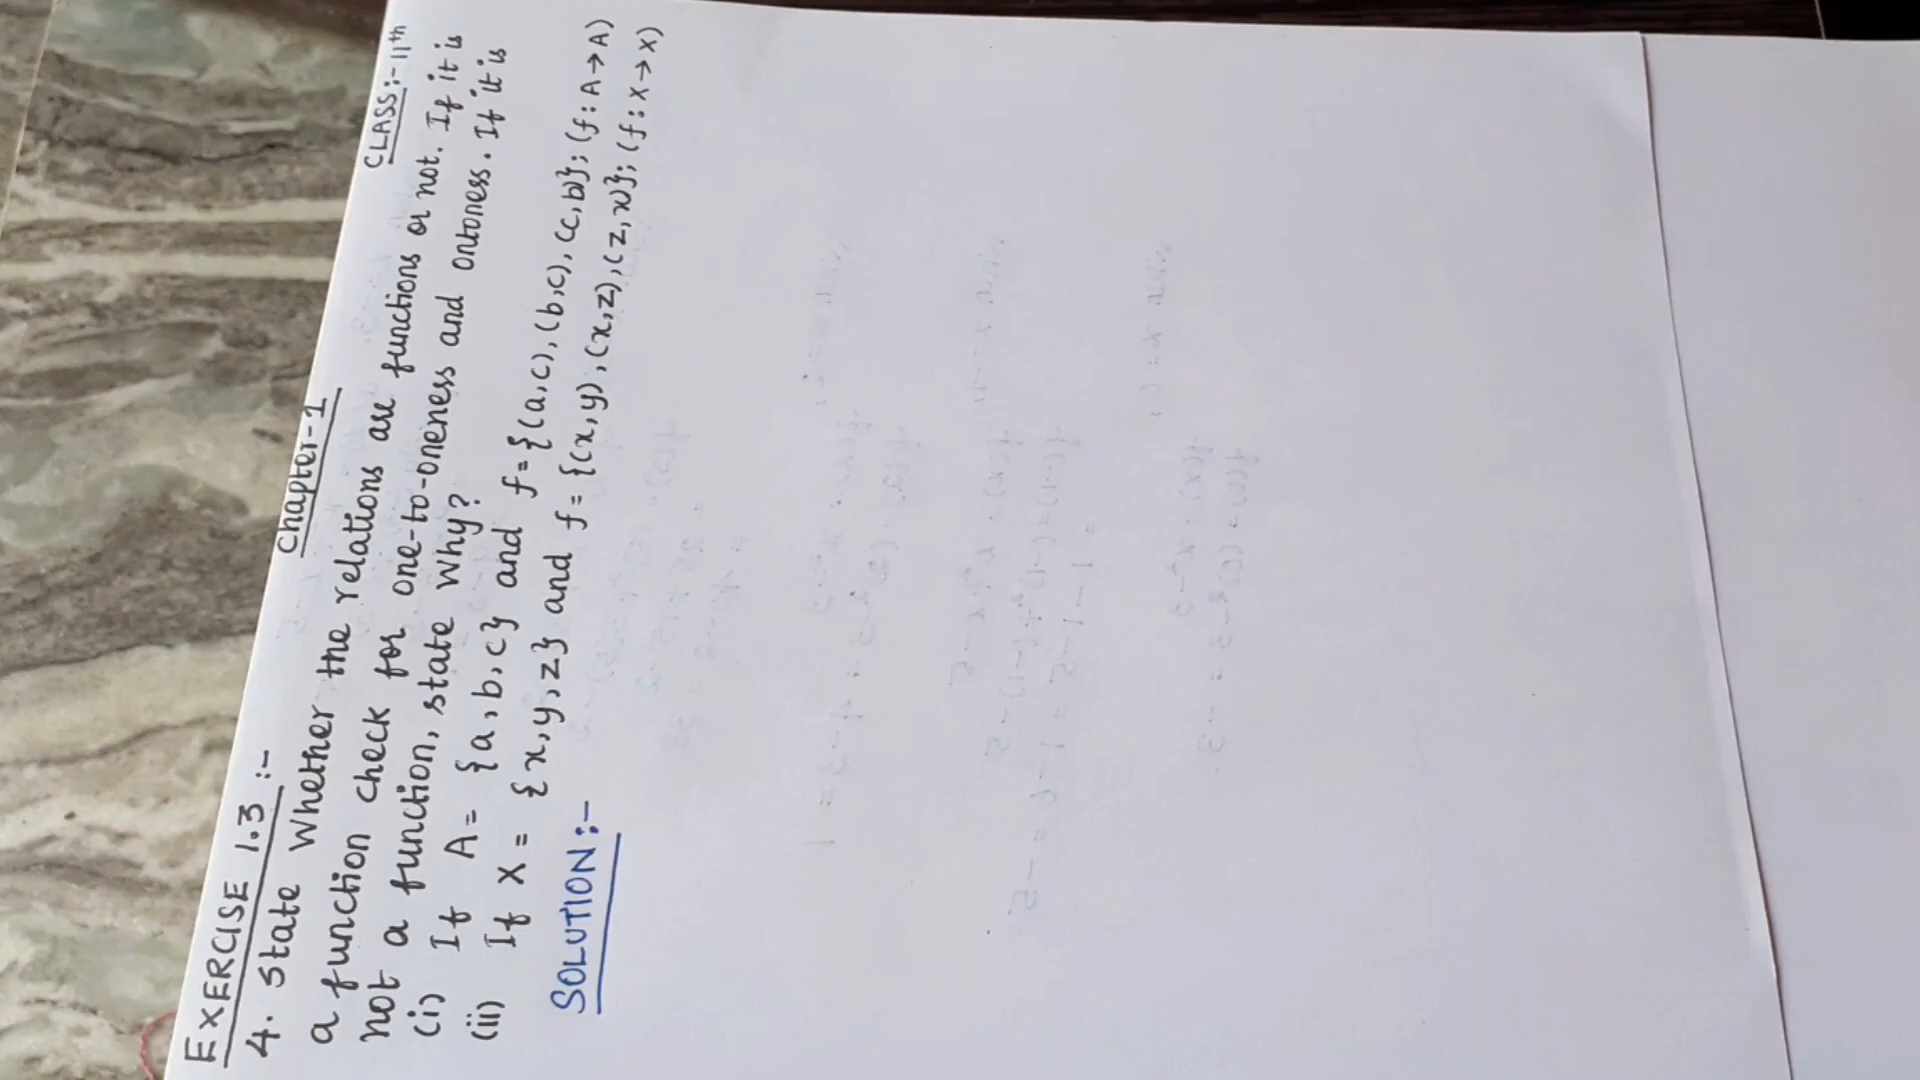 Chapter-1 CLASS:-11th
EXERCISE 1.3 :-
4. State whether the relations are functions or not. If it is
a function check for one-to-oneness and ontoness. If it is
not a function, state why?
(i) If A= {a,b,c} and f={(a,c),(b,c),(c,b)}; (f:A→A)
(ii) If X = {x,y,z} and f={(x,y),(x,z),(z,x)}; (f:X→X)
SOLUTION:-